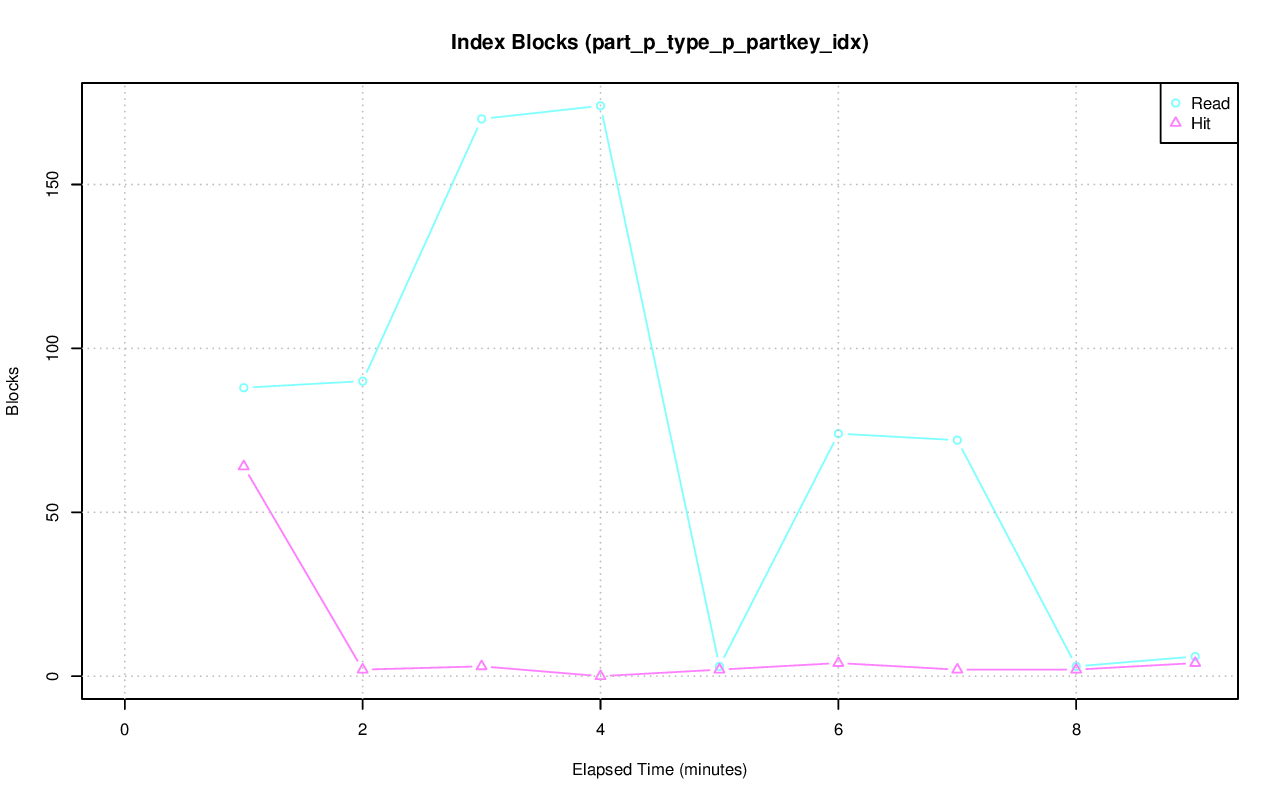 Index Blocks (part_p_type_p_partkey_idx)
Read
Hit
150
100
50
0
Blocks
0 2 4 6 8
Elapsed Time (minutes)